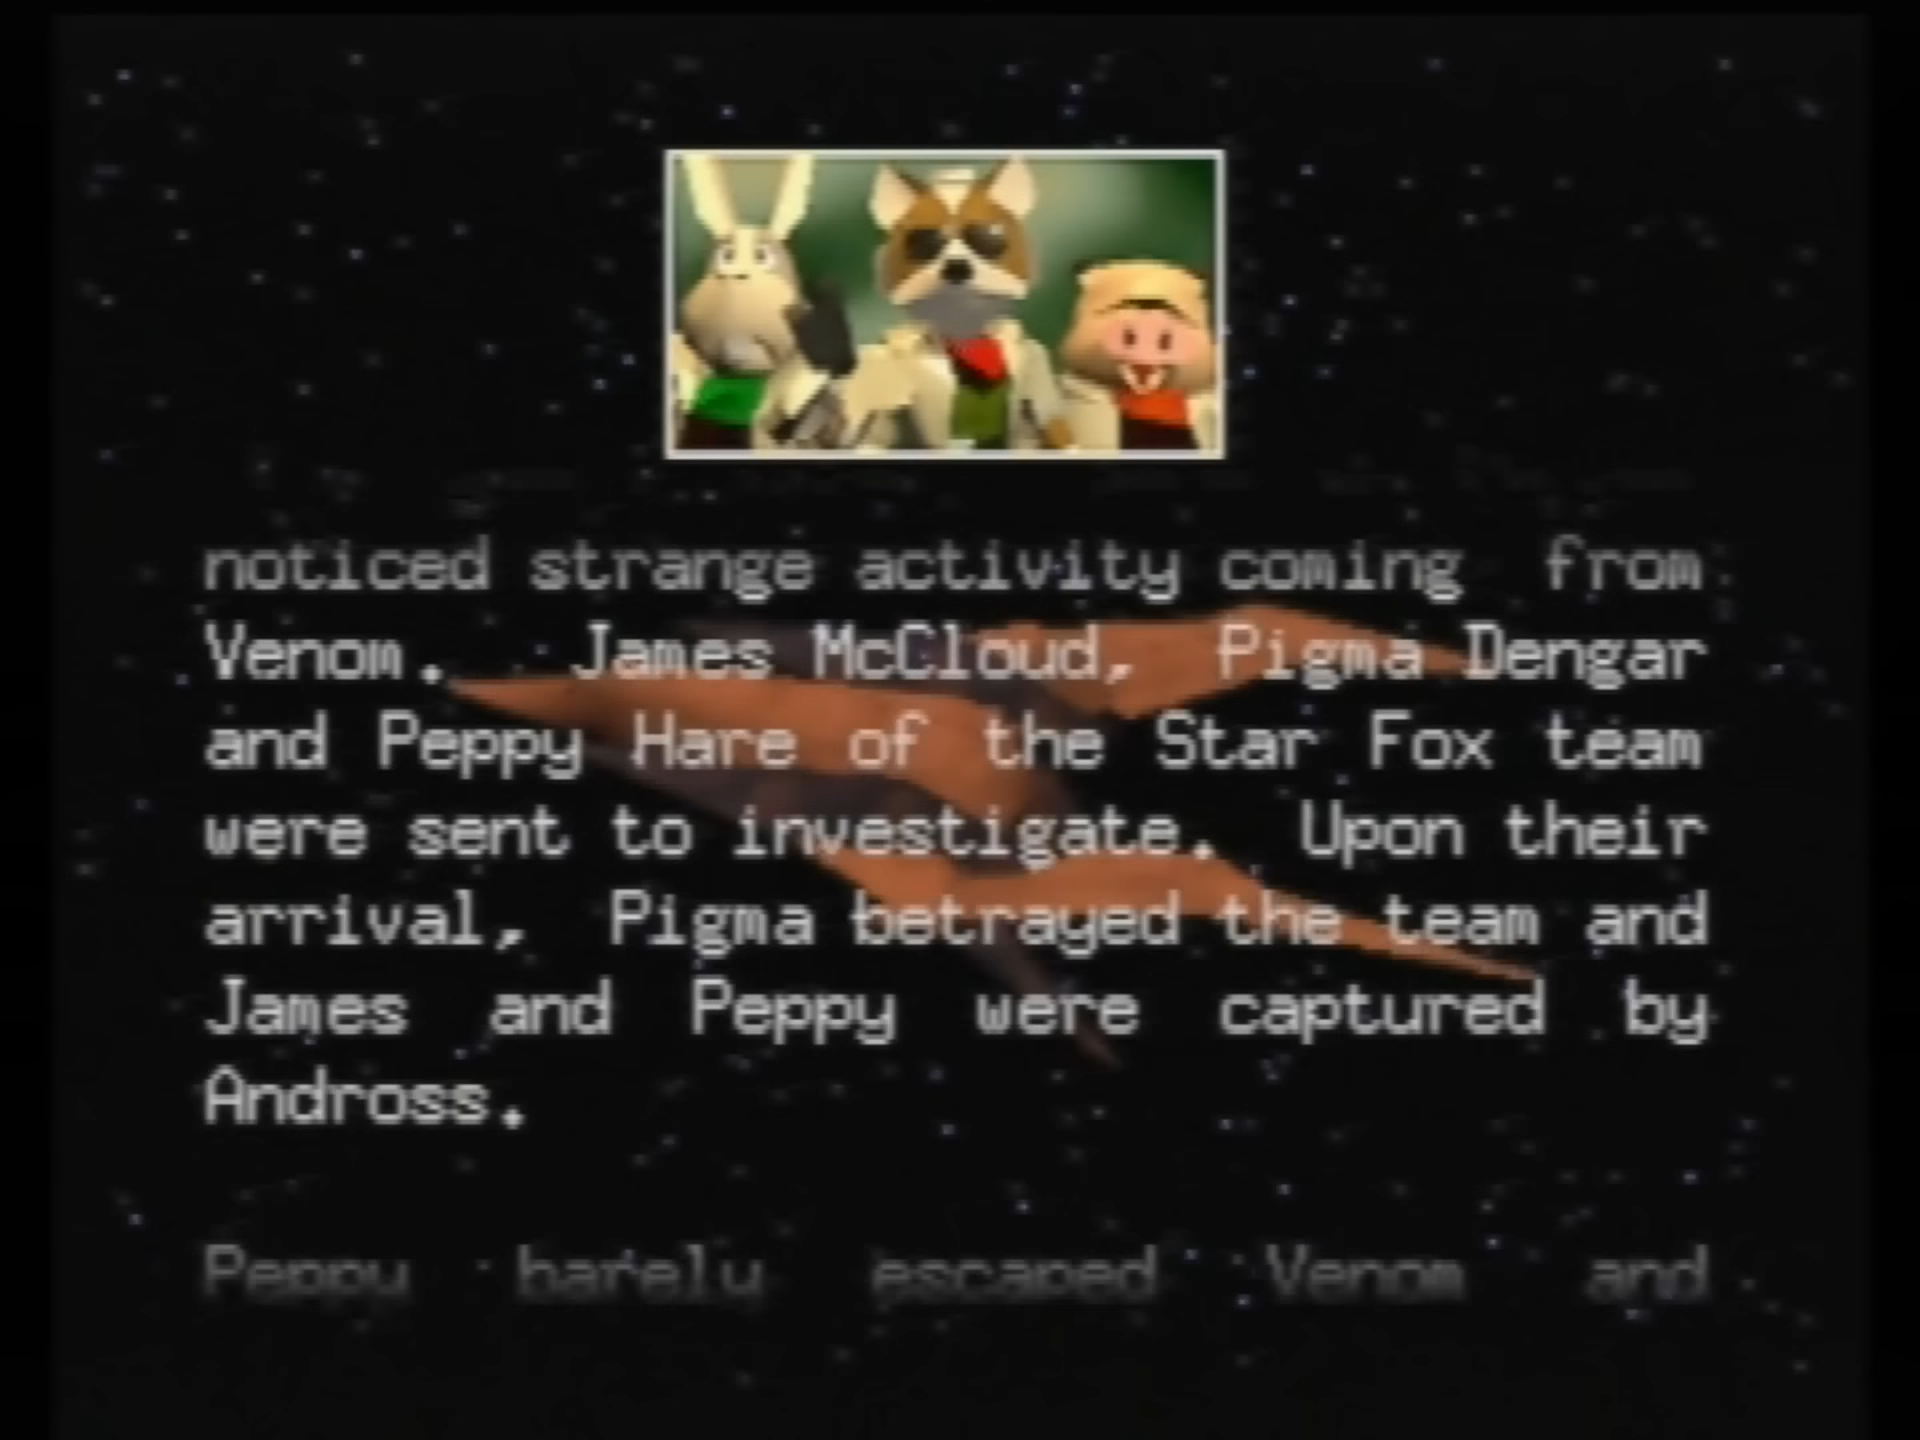 noticed strange activity coming from
Venom. James McCloud, Pigma Dengar
and Peppy Hare of the Star Fox team
were sent to investigate. Upon their
arrival, Pigma betrayed the team and
James and Peppy were captured by
Andross.
Peppy barely escaped Venom and